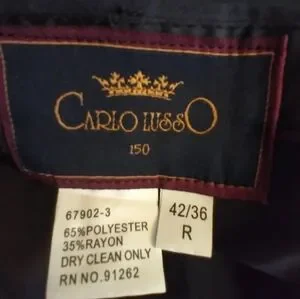 CARLO LUSSO
150
67902-3
65%POLYESTER
35%RAYON
DRY CLEAN ONLY
RN NO.91262
42/36
R